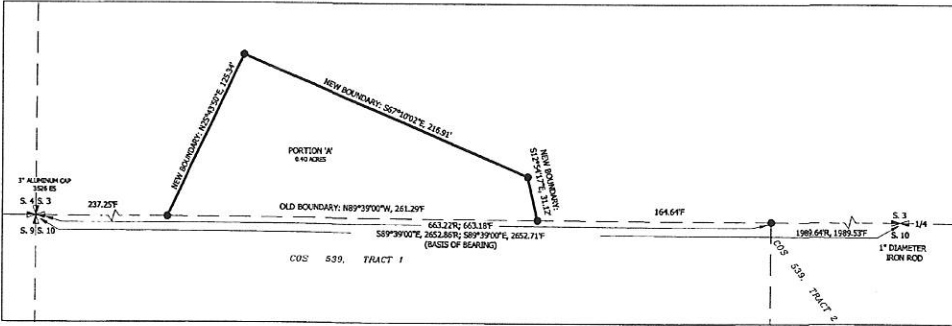 NEW BOUNDARY: N25°43'50"E, 125.34'
NEW BOUNDARY: S67°10'02"E, 216.91'
NEW BOUNDARY:
S12°54'17"E, 31.12'
PORTION 'A'
0.40 ACRES
3" ALUMINUM CAP
S. 4 S. 3
S. 9 S. 10
237.25'F
OLD BOUNDARY: N89°39'00"W, 261.29'F
164.64'F
663.22'R; 663.18'F
S89°39'00"E, 2652.86'R; S89°39'00"E, 2652.71'F
(BASIS OF BEARING)
1989.64'R, 1989.53'F
S. 3
1/4
S. 10
1" DIAMETER
IRON ROD
COS 539, TRACT 1
COS 539, TRACT 2